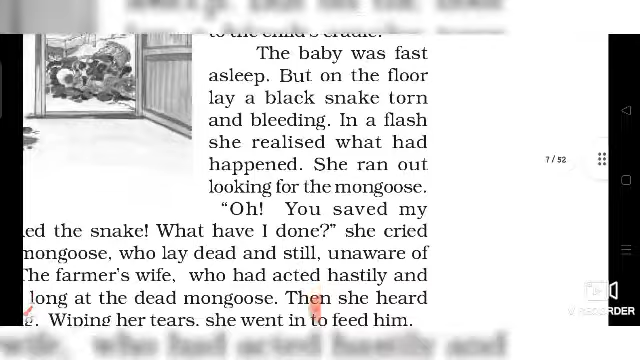 to the child's cradle.
The baby was fast
asleep. But on the floor
lay a black snake torn
and bleeding. In a flash
she realised what had
happened. She ran out
looking for the mongoose.
"Oh! You saved my
the snake! What have I done?" she cried
mongoose, who lay dead and still, unaware of
The farmer's wife, who had acted hastily and
long at the dead mongoose. Then she heard
Wiping her tears, she went in to feed him.
7 / 52
V RECORDER